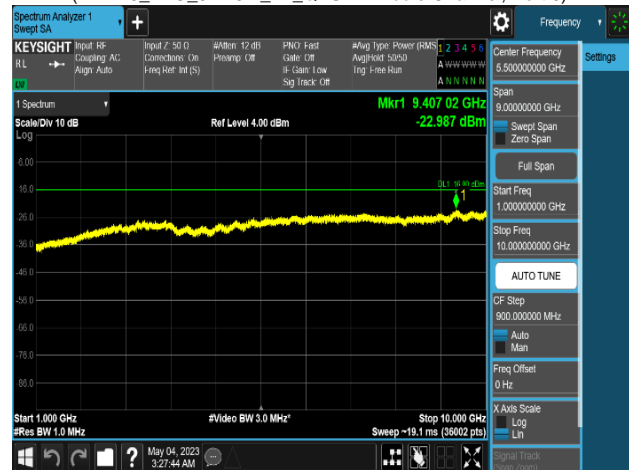 Spectrum Analyzer 1
Swept SA
KEYSIGHT
RL
Input: RF
Coupling: AC
Align: Auto
Input Z: 50 Ω
Corrections: On
Freq Ref: Int (S)
#Atten: 12 dB
Preamp: Off
PNO: Fast
Gate: Off
IF Gain: Low
Sig Track: Off
#Avg Type: Power (RMS)
Avg|Hold: 50/50
Trig: Free Run
1 2 3 4 5 6
A W W W W W
A N N N N N
1 Spectrum
Scale/Div 10 dB
Ref Level 4.00 dBm
Mkr1 9.407 02 GHz
-22.987 dBm
Log
-6.00
-16.0
-26.0
-36.0
-46.0
-56.0
-66.0
-76.0
-86.0
1
Start 1.000 GHz
#Res BW 1.0 MHz
#Video BW 3.0 MHz*
Stop 10.000 GHz
Sweep ~19.1 ms (36002 pts)
May 04, 2023
3:27:44 AM
Frequency
Settings
Center Frequency
5.500000000 GHz
Span
9.00000000 GHz
Swept Span
Zero Span
Full Span
Start Freq
1.000000000 GHz
Stop Freq
10.000000000 GHz
AUTO TUNE
CF Step
900.000000 MHz
Auto
Man
Freq Offset
0 Hz
X Axis Scale
Log
Lin
Signal Track